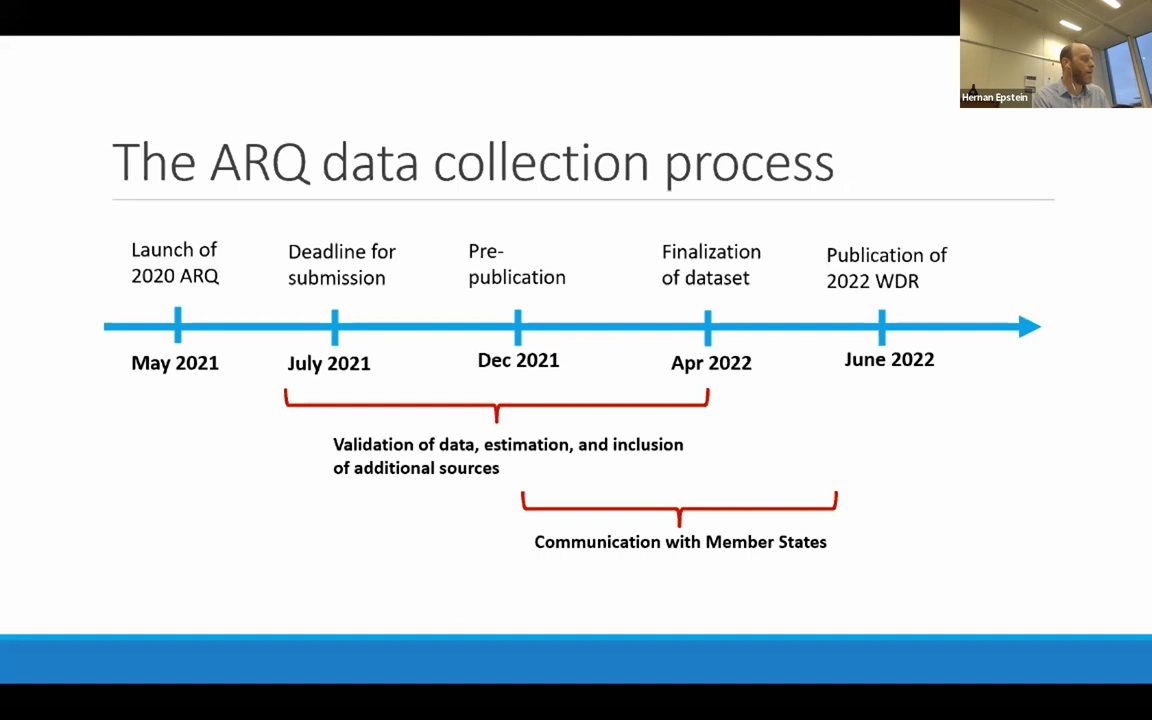 Hernan Epstein
The ARQ data collection process
Launch of
2020 ARQ
Deadline for
submission
Pre-
publication
Finalization
of dataset
Publication of
2022 WDR
May 2021
July 2021
Dec 2021
Apr 2022
June 2022
Validation of data, estimation, and inclusion
of additional sources
Communication with Member States